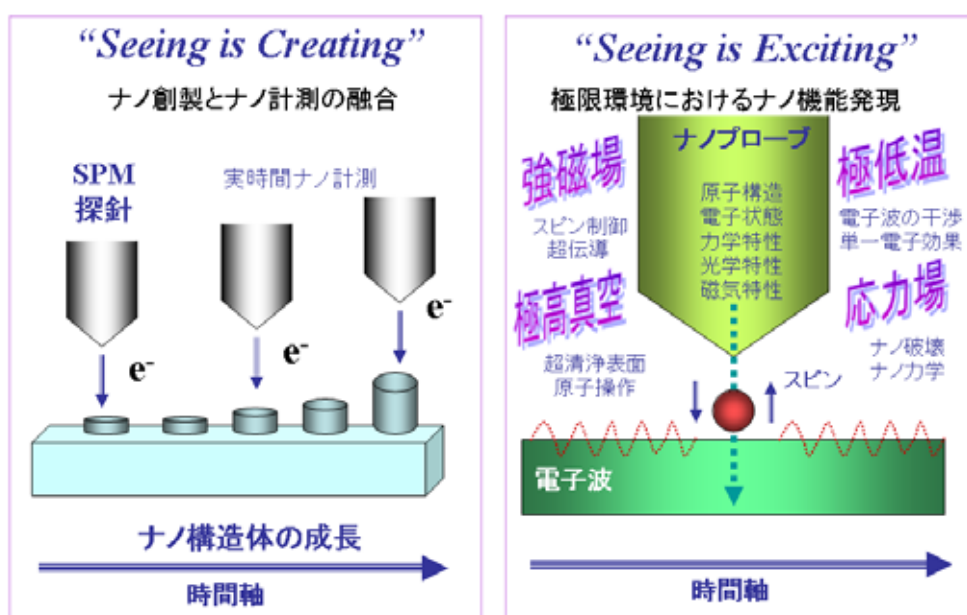 “Seeing is Creating”
ナノ創製とナノ計測の融合
SPM
探針
実時間ナノ計測
e-
e-
e-
ナノ構造体の成長
時間軸
“Seeing is Exciting”
極限環境におけるナノ機能発現
ナノプローブ
強磁場
スピン制御
超伝導
極低温
電子波の干渉
単一電子効果
原子構造
電子状態
力学特性
光学特性
磁気特性
極高真空
超清浄表面
原子操作
応力場
ナノ破壊
ナノ力学
スピン
電子波
時間軸